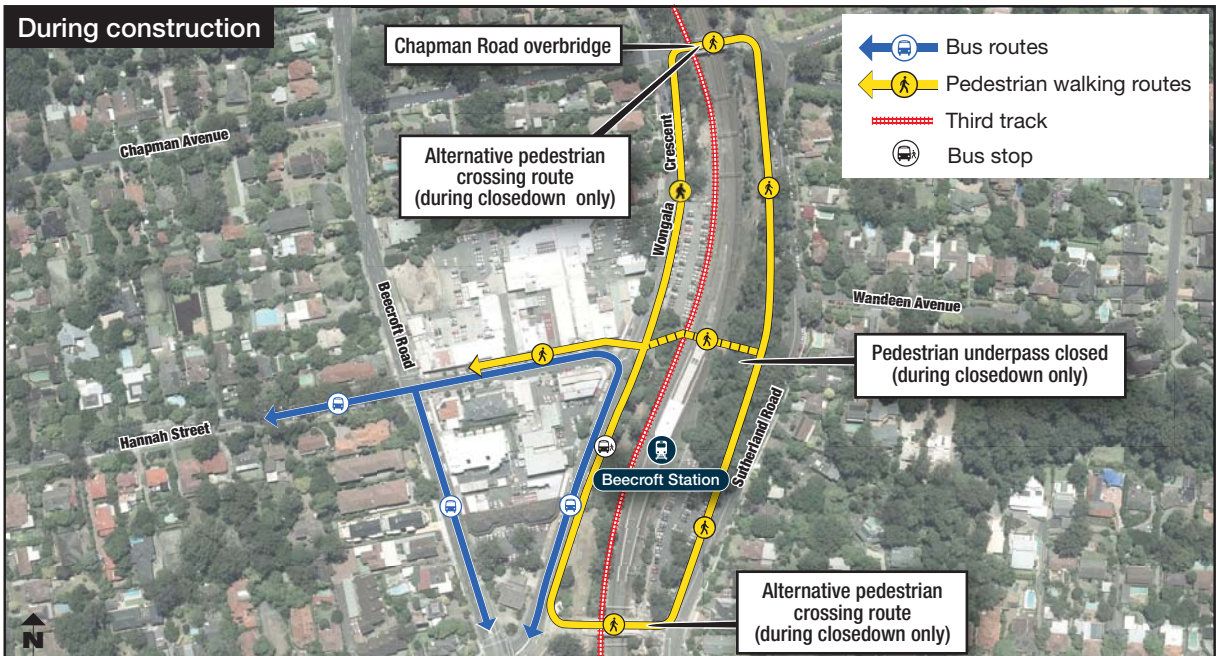 During construction
Chapman Road overbridge
Bus routes
Pedestrian walking routes
Third track
Bus stop
Chapman Avenue
Alternative pedestrian
crossing route
(during closedown only)
Wongala
Crescent
Beecroft Road
Wandeen Avenue
Pedestrian underpass closed
(during closedown only)
Hannah Street
Beecroft Station
Sutherland Road
Alternative pedestrian
crossing route
(during closedown only)
N